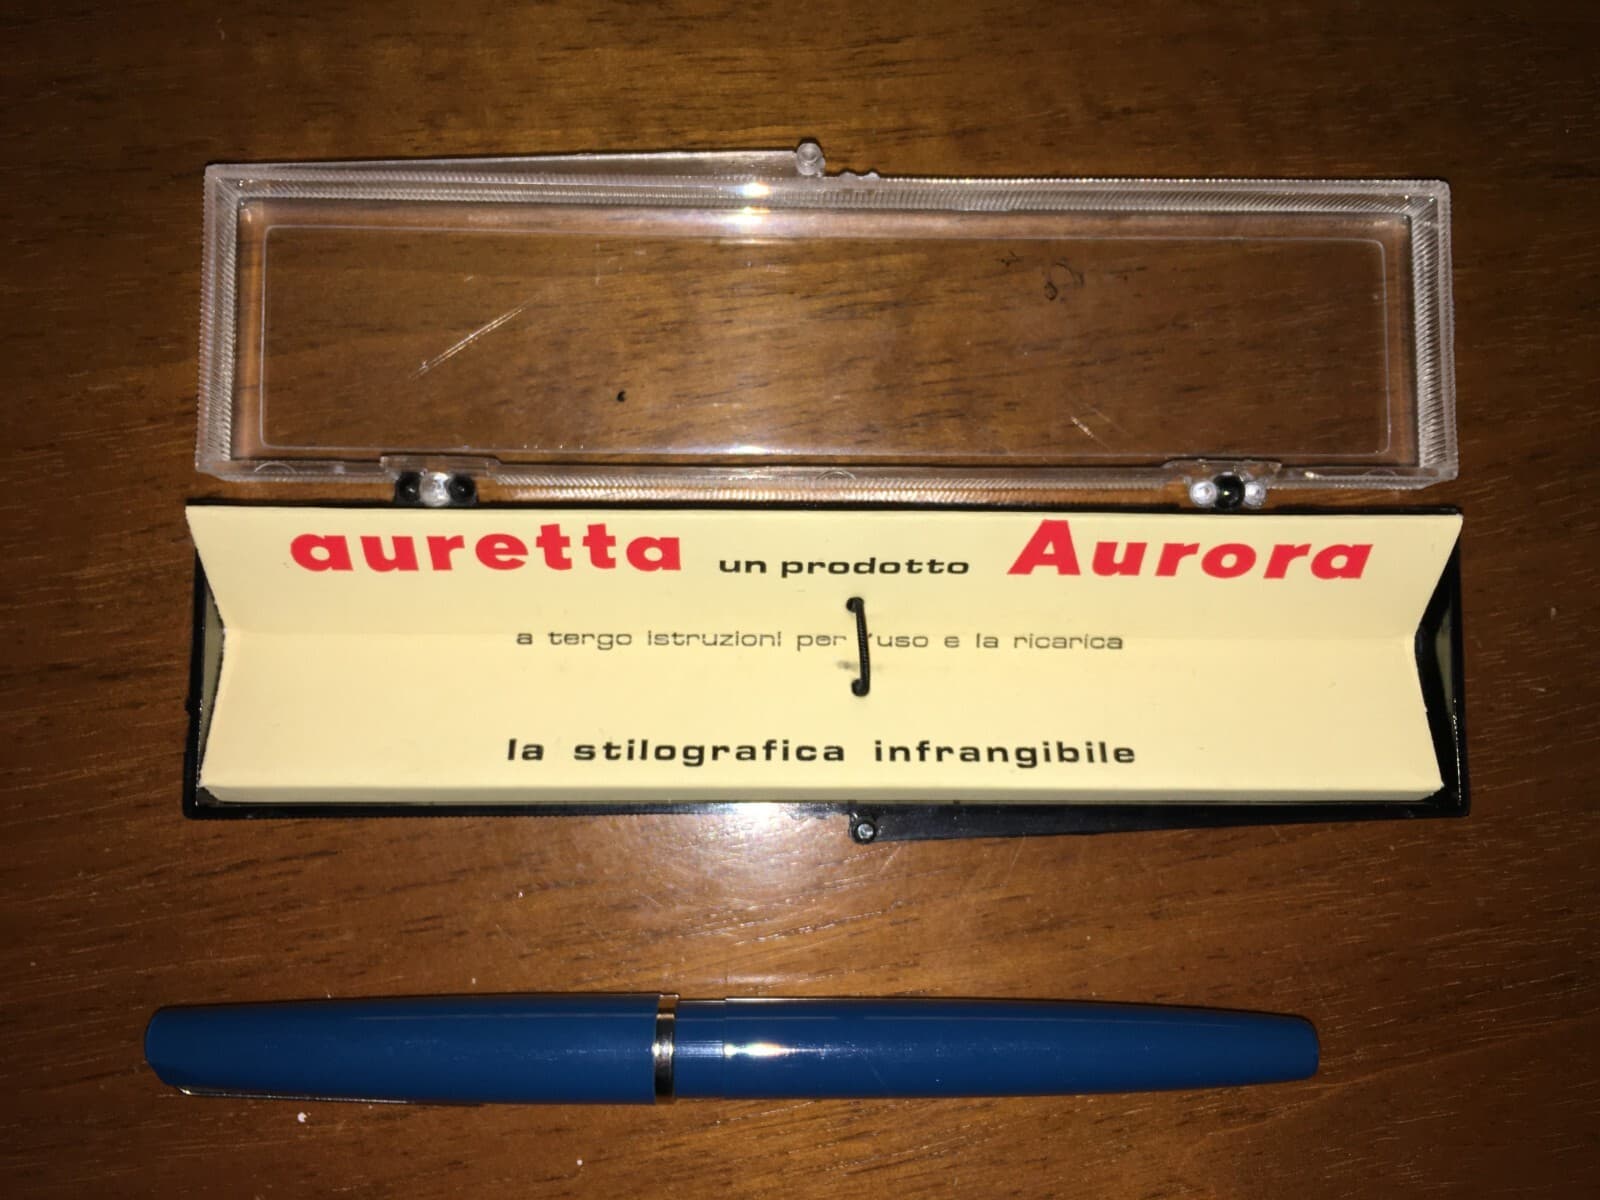 auretta un prodotto Aurora
a tergo istruzioni per l'uso e la ricarica
la stilografica infrangibile